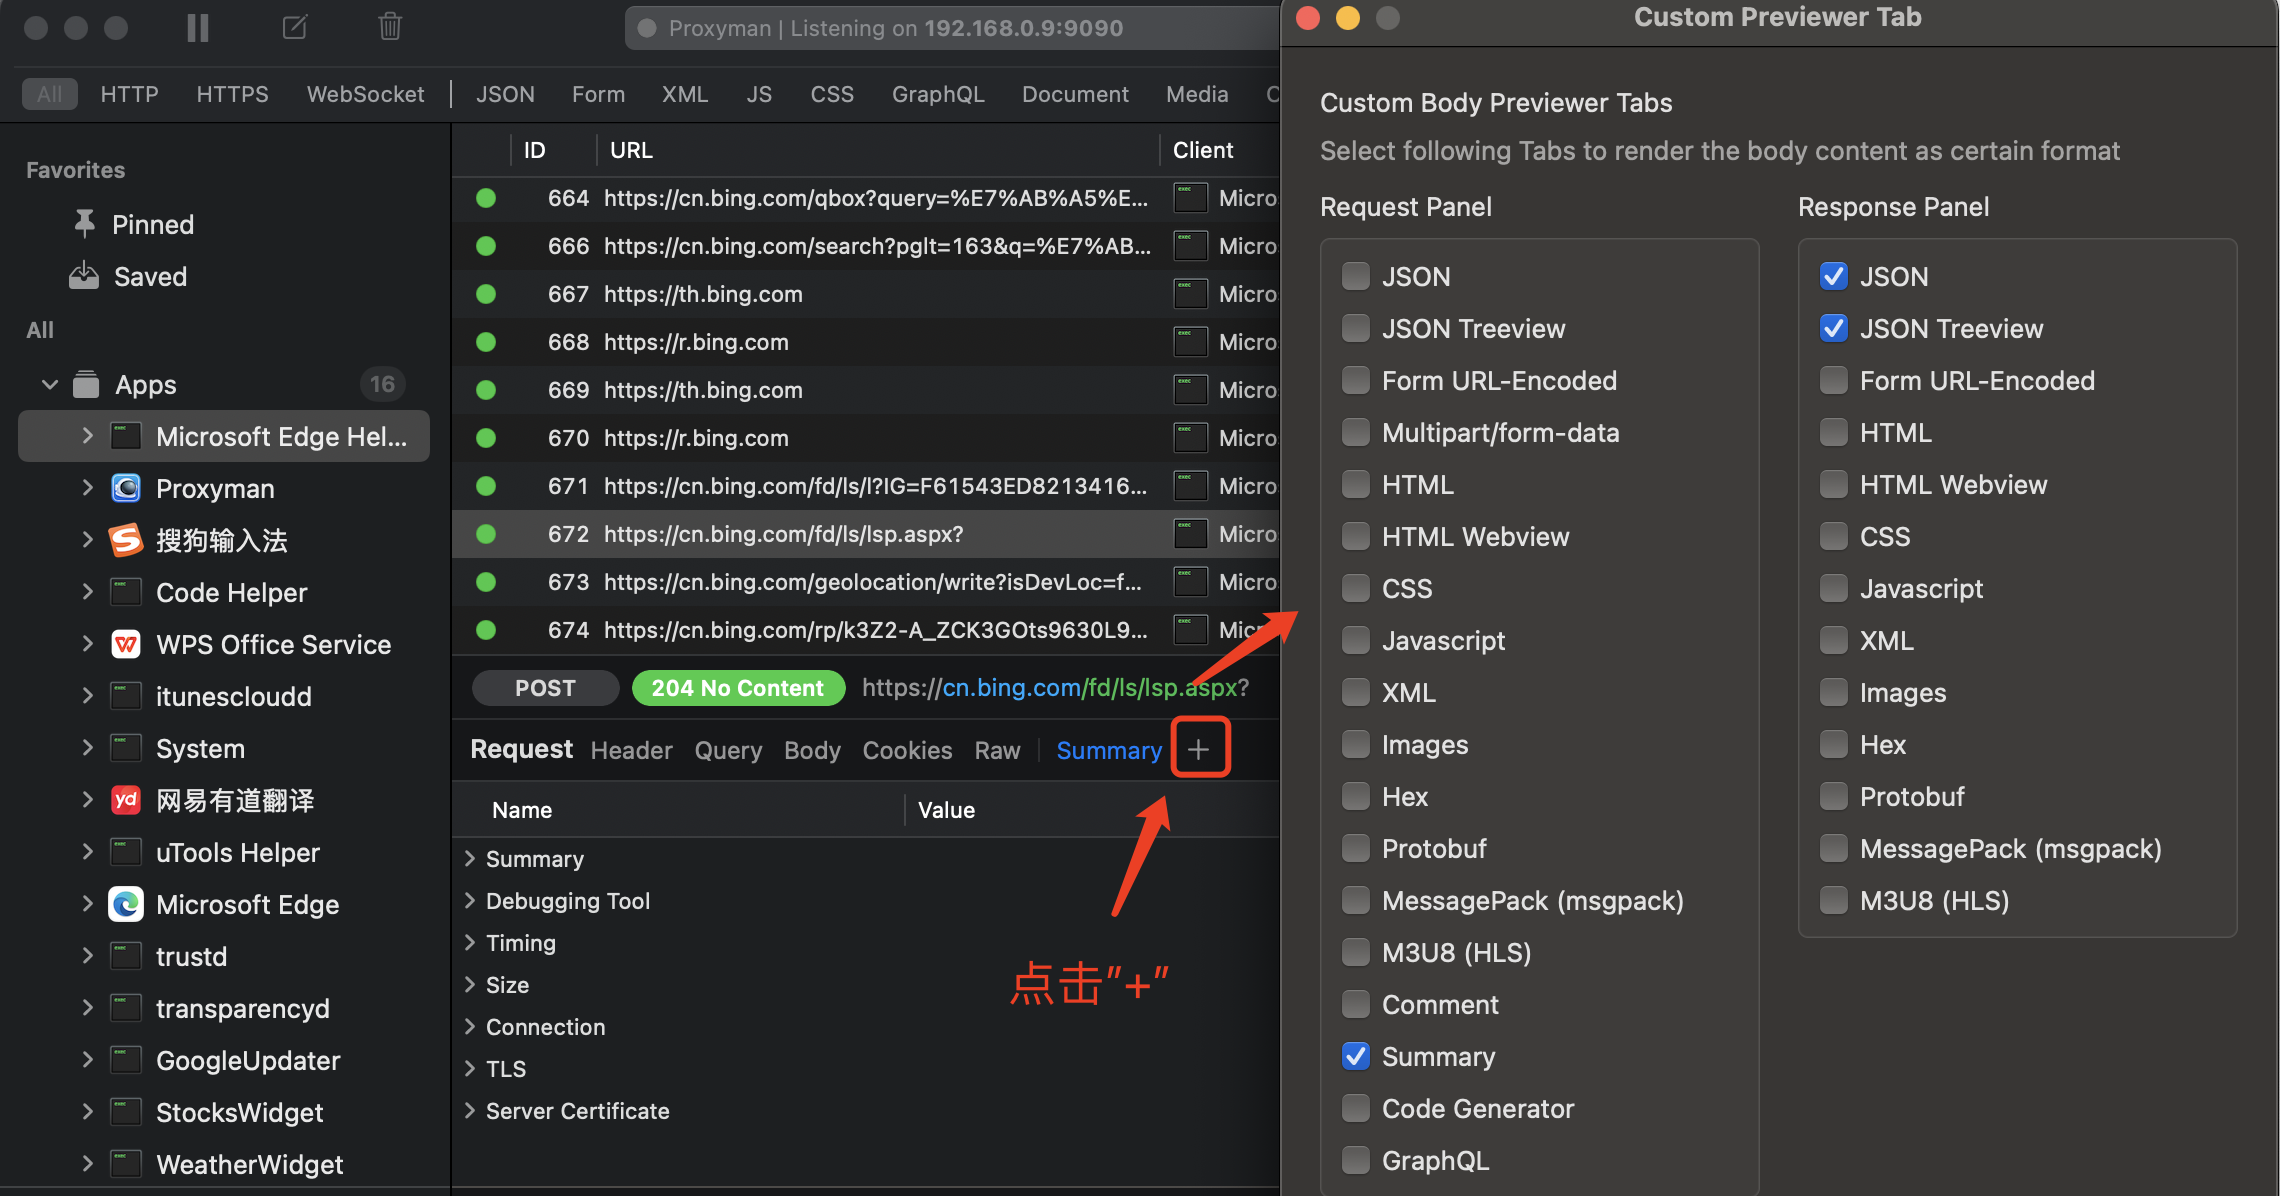 Proxyman | Listening on 192.168.0.9:9090
All HTTP HTTPS WebSocket JSON Form XML JS CSS GraphQL Document Media
Favorites
Pinned
Saved
All
Apps 16
Microsoft Edge Hel...
Proxyman
搜狗输入法
Code Helper
WPS Office Service
itunescloudd
System
网易有道翻译
uTools Helper
Microsoft Edge
trustd
transparencyd
GoogleUpdater
StocksWidget
WeatherWidget
ID URL Client
664 https://cn.bing.com/qbox?query=%E7%AB%A5%E... Micro
666 https://cn.bing.com/search?pglt=163&q=%E7%AB... Micro
667 https://th.bing.com Micro
668 https://r.bing.com Micro
669 https://th.bing.com Micro
670 https://r.bing.com Micro
671 https://cn.bing.com/fd/ls/l?IG=F61543ED8213416... Micro
672 https://cn.bing.com/fd/ls/lsp.aspx? Micro
673 https://cn.bing.com/geolocation/write?isDevLoc=f... Micro
674 https://cn.bing.com/rp/k3Z2-A_ZCK3GOts9630L9... Micr
POST 204 No Content https://cn.bing.com/fd/ls/lsp.aspx?
Request Header Query Body Cookies Raw Summary +
Name Value
Summary
Debugging Tool
Timing
Size
Connection
TLS
Server Certificate
点击"+"
Custom Previewer Tab
Custom Body Previewer Tabs
Select following Tabs to render the body content as certain format
Request Panel
JSON
JSON Treeview
Form URL-Encoded
Multipart/form-data
HTML
HTML Webview
CSS
Javascript
XML
Images
Hex
Protobuf
MessagePack (msgpack)
M3U8 (HLS)
Comment
Summary
Code Generator
GraphQL
Response Panel
JSON
JSON Treeview
Form URL-Encoded
HTML
HTML Webview
CSS
Javascript
XML
Images
Hex
Protobuf
MessagePack (msgpack)
M3U8 (HLS)